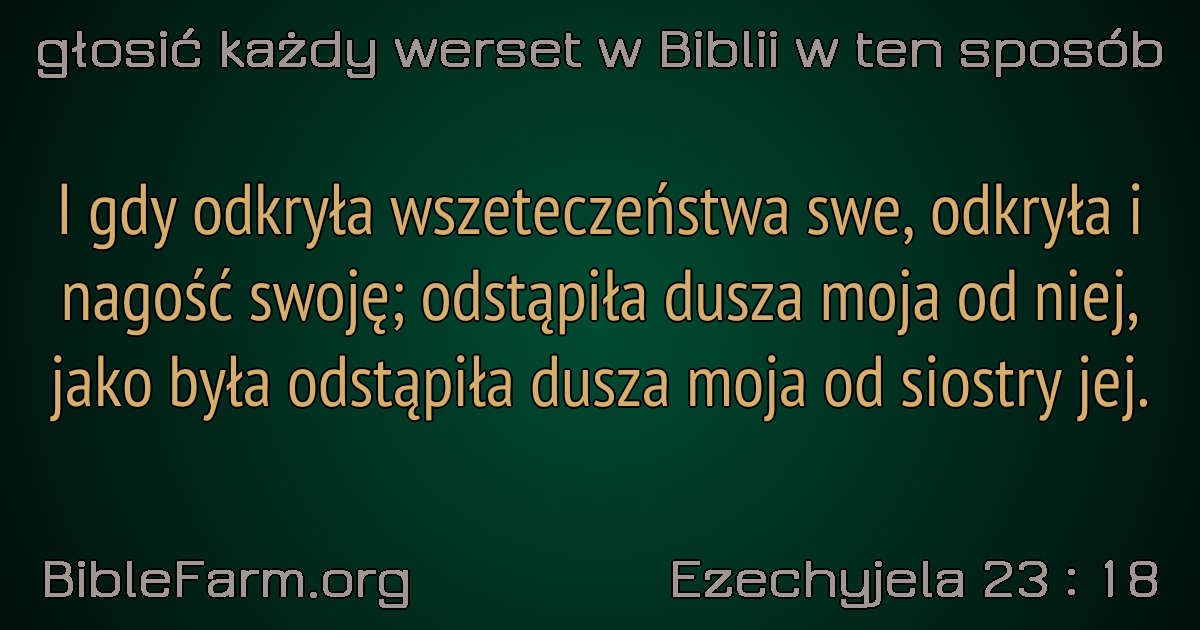 głosić każdy werset w Biblii w ten sposób
I gdy odkryła wszeteczeństwa swe, odkryła i
nagość swoję; odstąpiła dusza moja od niej,
jako była odstąpiła dusza moja od siostry jej.
BibleFarm.org
Ezechyjela 23 : 18